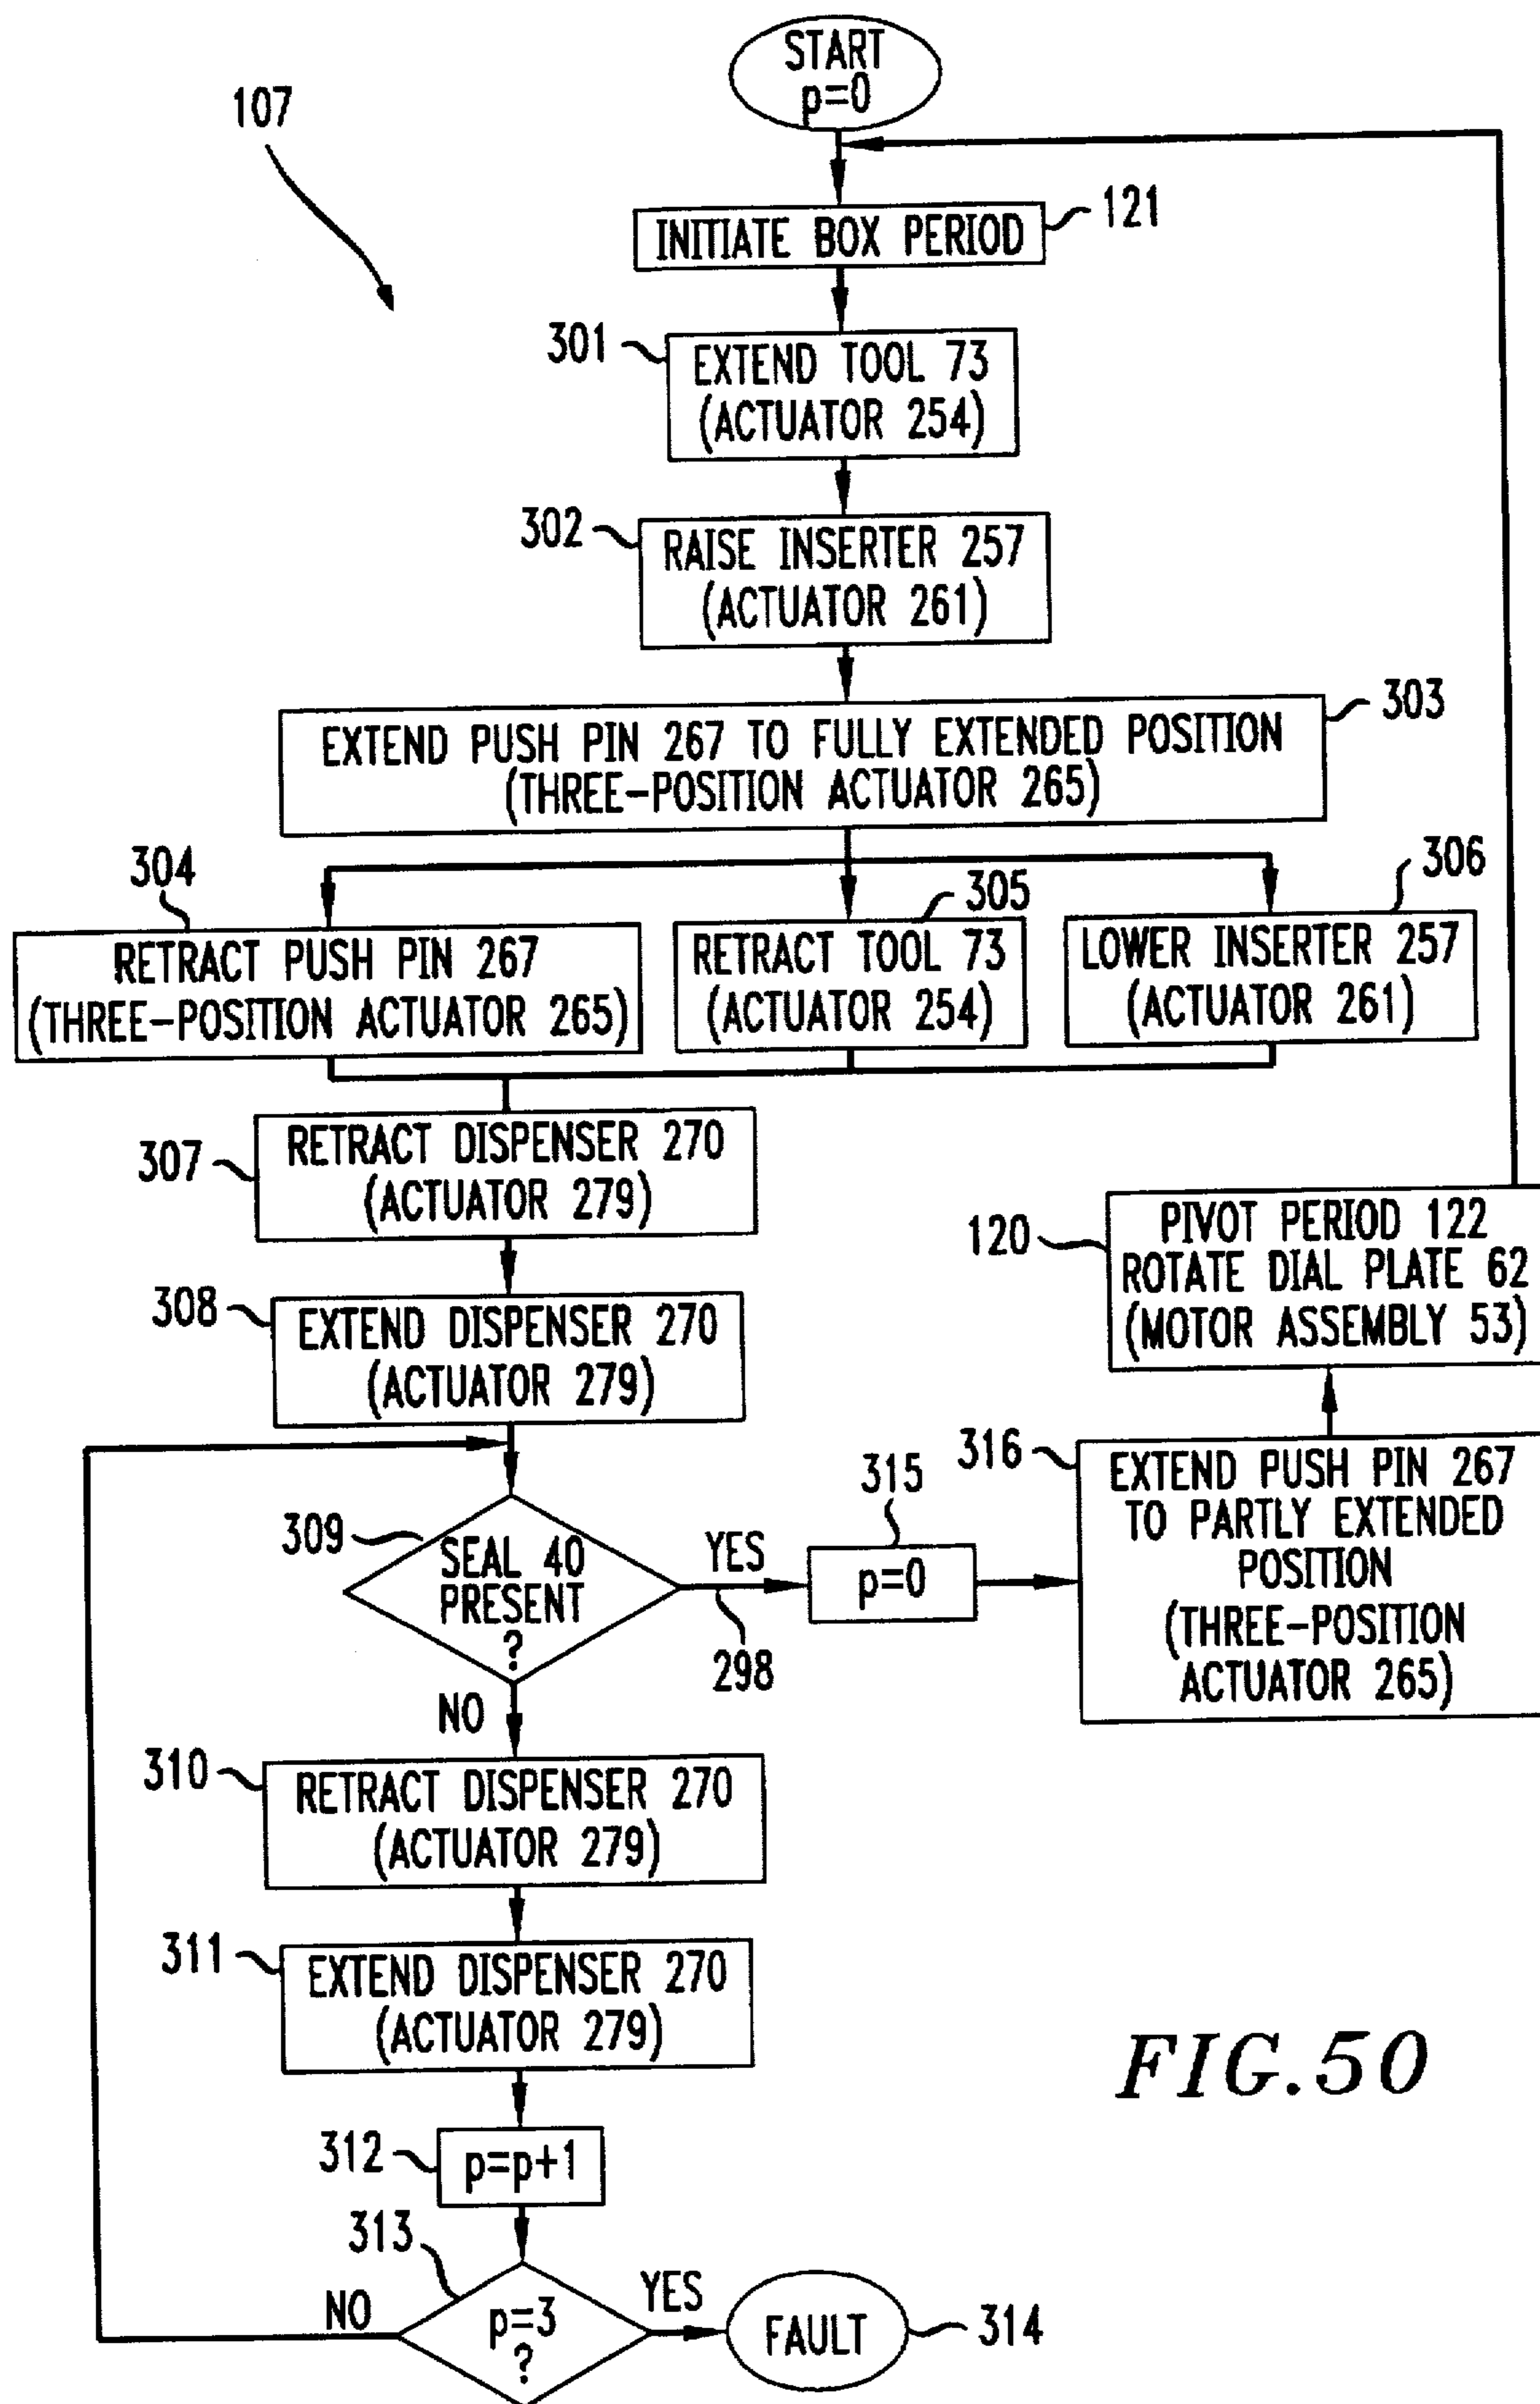 START
p=0
107
INITIATE BOX PERIOD
121
301
EXTEND TOOL 73
(ACTUATOR 254)
302
RAISE INSERTER 257
(ACTUATOR 261)
303
EXTEND PUSH PIN 267 TO FULLY EXTENDED POSITION
(THREE-POSITION ACTUATOR 265)
304
RETRACT PUSH PIN 267
(THREE-POSITION ACTUATOR 265)
305
RETRACT TOOL 73
(ACTUATOR 254)
306
LOWER INSERTER 257
(ACTUATOR 261)
307
RETRACT DISPENSER 270
(ACTUATOR 279)
120
PIVOT PERIOD 122
ROTATE DIAL PLATE 62
(MOTOR ASSEMBLY 53)
308
EXTEND DISPENSER 270
(ACTUATOR 279)
309
SEAL 40
PRESENT
?
YES
298
315
p=0
316
EXTEND PUSH PIN 267
TO PARTLY EXTENDED
POSITION
(THREE-POSITION
ACTUATOR 265)
NO
310
RETRACT DISPENSER 270
(ACTUATOR 279)
311
EXTEND DISPENSER 270
(ACTUATOR 279)
312
p=p+1
313
p=3
?
NO
YES
FAULT
314
FIG.50